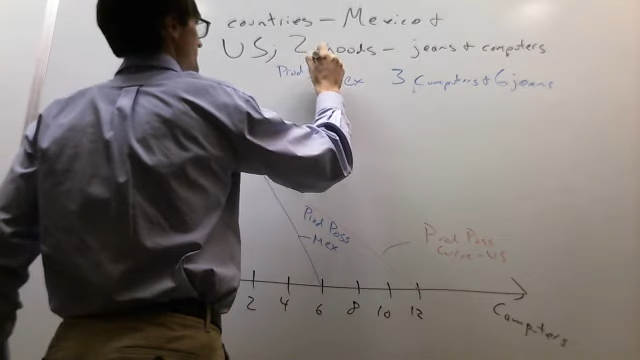 countries - Mexico &
US; 2 goods - jeans & computers
Prod Mex 3 computers & 6 jeans
Prod Poss
Mex
Prod Poss
Curve - US
2 4 6 8 10 12
Computers